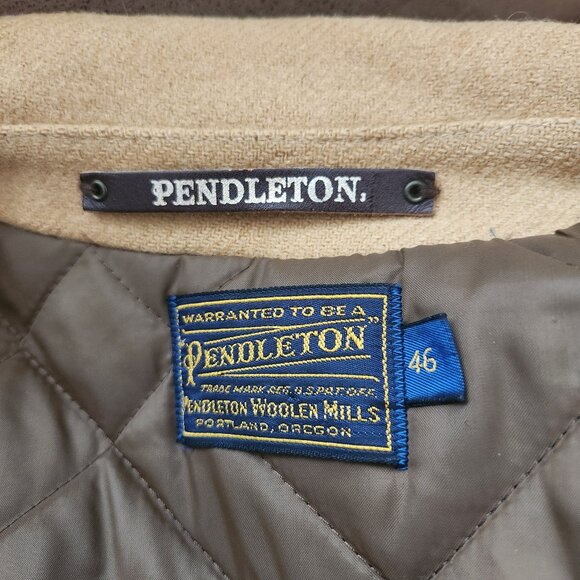 PENDLETON.
WARRANTED TO BE A
"PENDLETON"
TRADE MARK REG. U.S. PAT. OFF.
PENDLETON WOOLEN MILLS
PORTLAND, OREGON
46